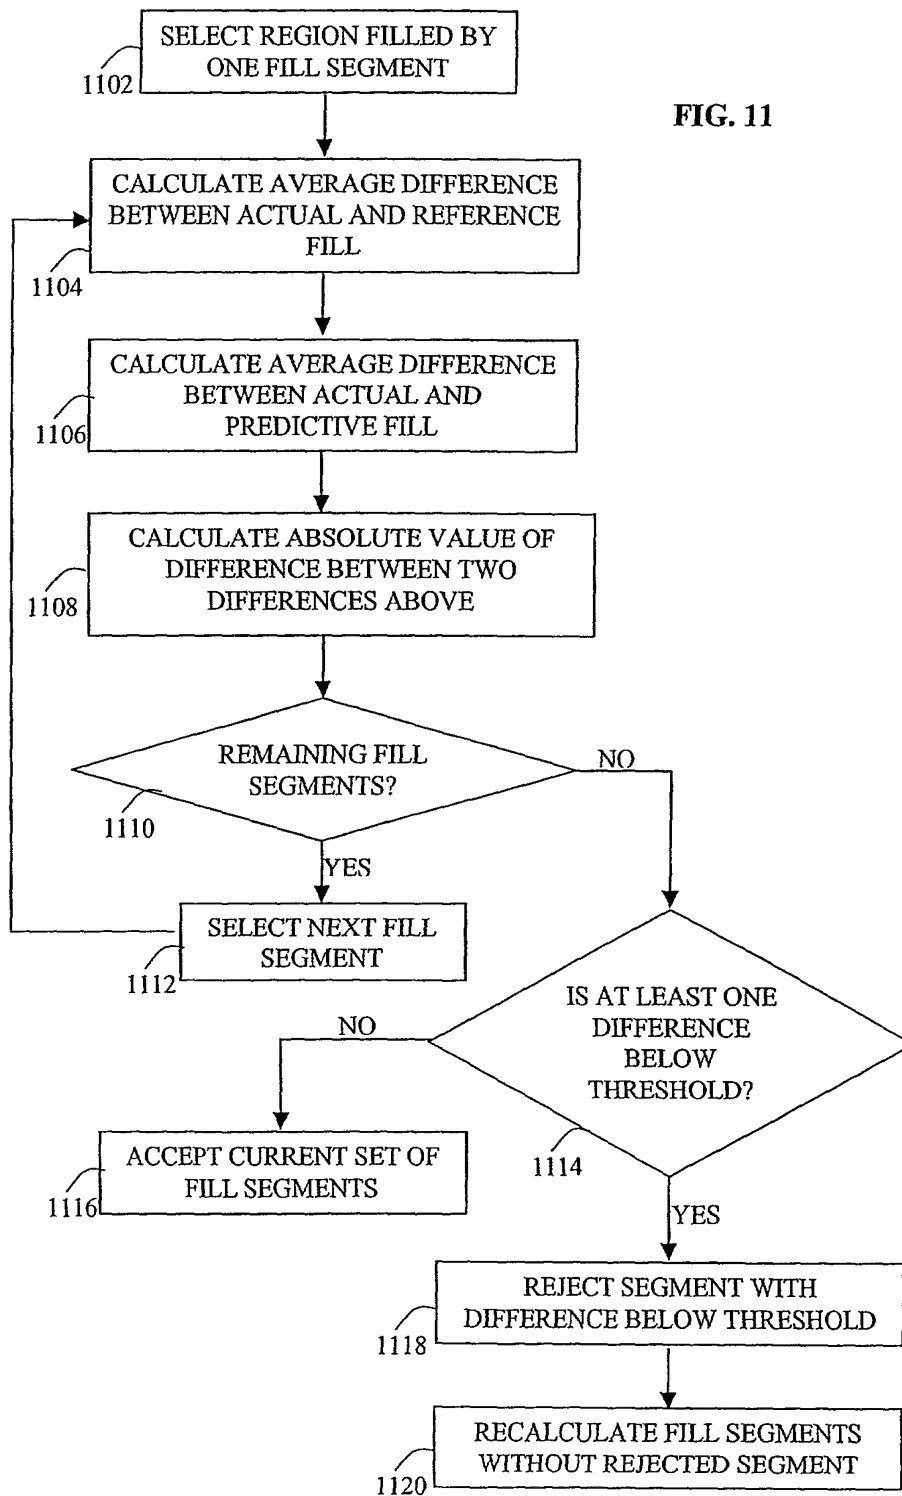 SELECT REGION FILLED BY
ONE FILL SEGMENT
1102
FIG. 11
CALCULATE AVERAGE DIFFERENCE
BETWEEN ACTUAL AND REFERENCE
FILL
1104
CALCULATE AVERAGE DIFFERENCE
BETWEEN ACTUAL AND
PREDICTIVE FILL
1106
CALCULATE ABSOLUTE VALUE OF
DIFFERENCE BETWEEN TWO
DIFFERENCES ABOVE
1108
REMAINING FILL
SEGMENTS?
NO
1110
YES
SELECT NEXT FILL
SEGMENT
1112
IS AT LEAST ONE
DIFFERENCE
BELOW
THRESHOLD?
NO
1114
ACCEPT CURRENT SET OF
FILL SEGMENTS
1116
YES
REJECT SEGMENT WITH
DIFFERENCE BELOW THRESHOLD
1118
RECALCULATE FILL SEGMENTS
WITHOUT REJECTED SEGMENT
1120